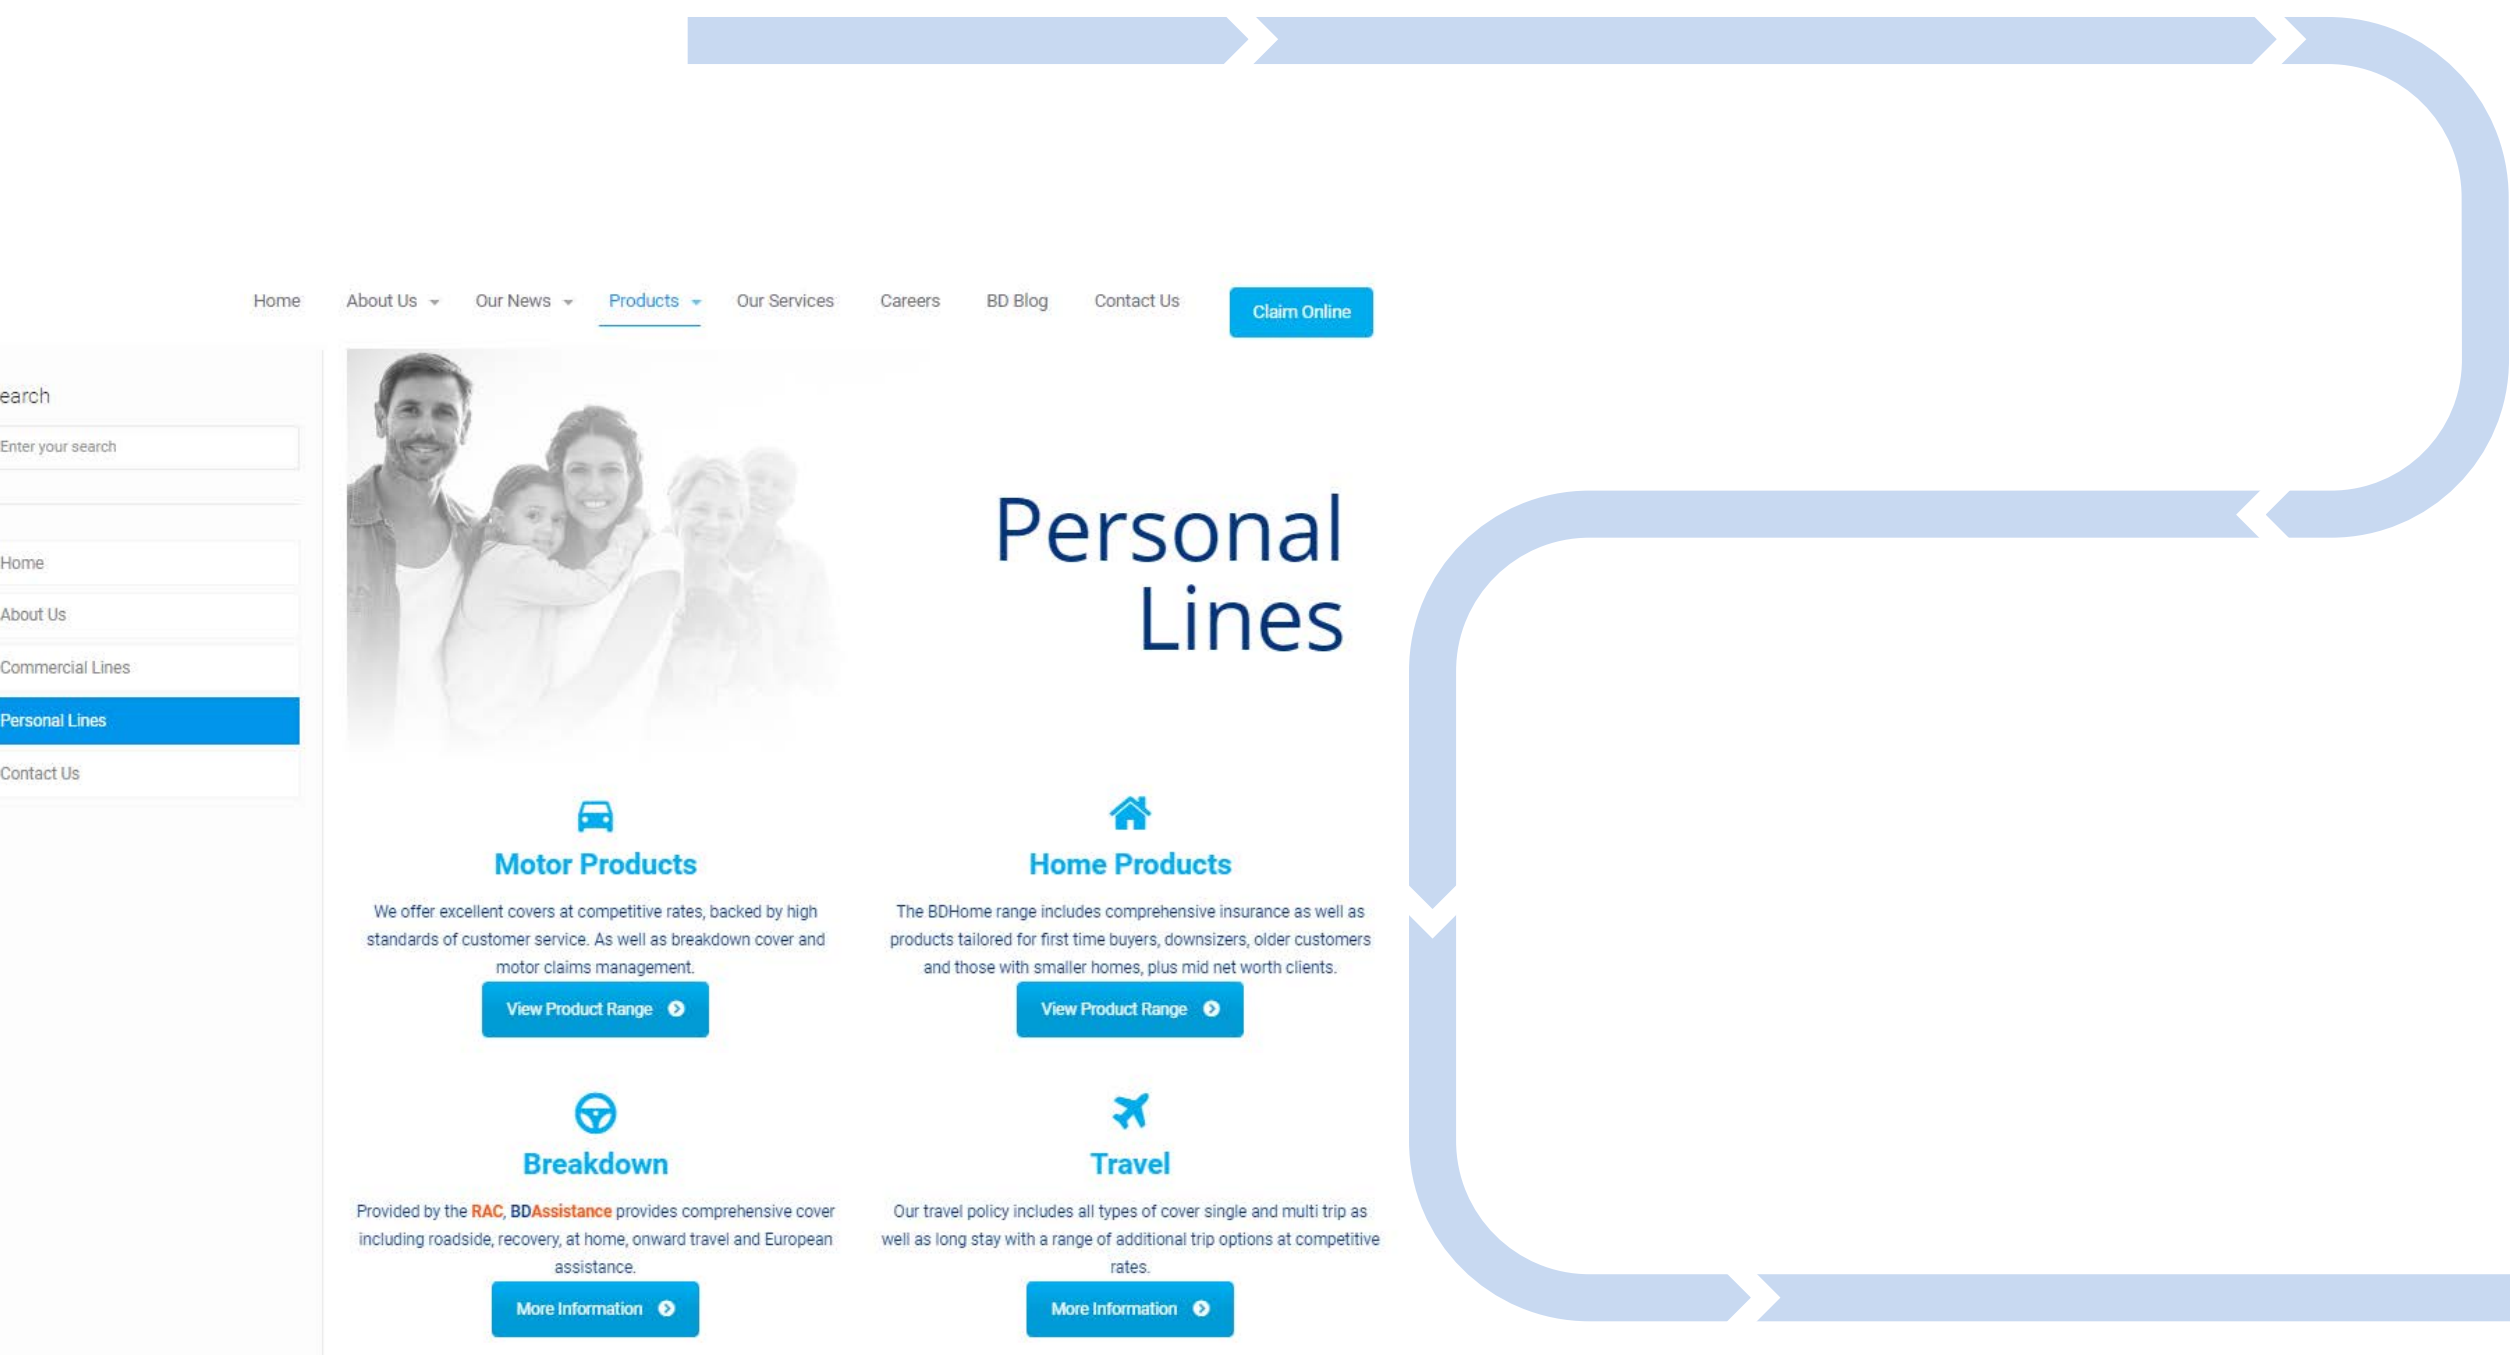 Home About Us Our News Products Our Services Careers BD Blog Contact Us Claim Online
earch
Enter your search
Home
About Us
Commercial Lines
Personal Lines
Contact Us
Personal
Lines
Motor Products
We offer excellent covers at competitive rates, backed by high
standards of customer service. As well as breakdown cover and
motor claims management.
View Product Range
Home Products
The BDHome range includes comprehensive insurance as well as
products tailored for first time buyers, downsizers, older customers
and those with smaller homes, plus mid net worth clients.
View Product Range
Breakdown
Provided by the RAC, BDAssistance provides comprehensive cover
including roadside, recovery, at home, onward travel and European
assistance.
More Information
Travel
Our travel policy includes all types of cover single and multi trip as
well as long stay with a range of additional trip options at competitive
rates.
More Information